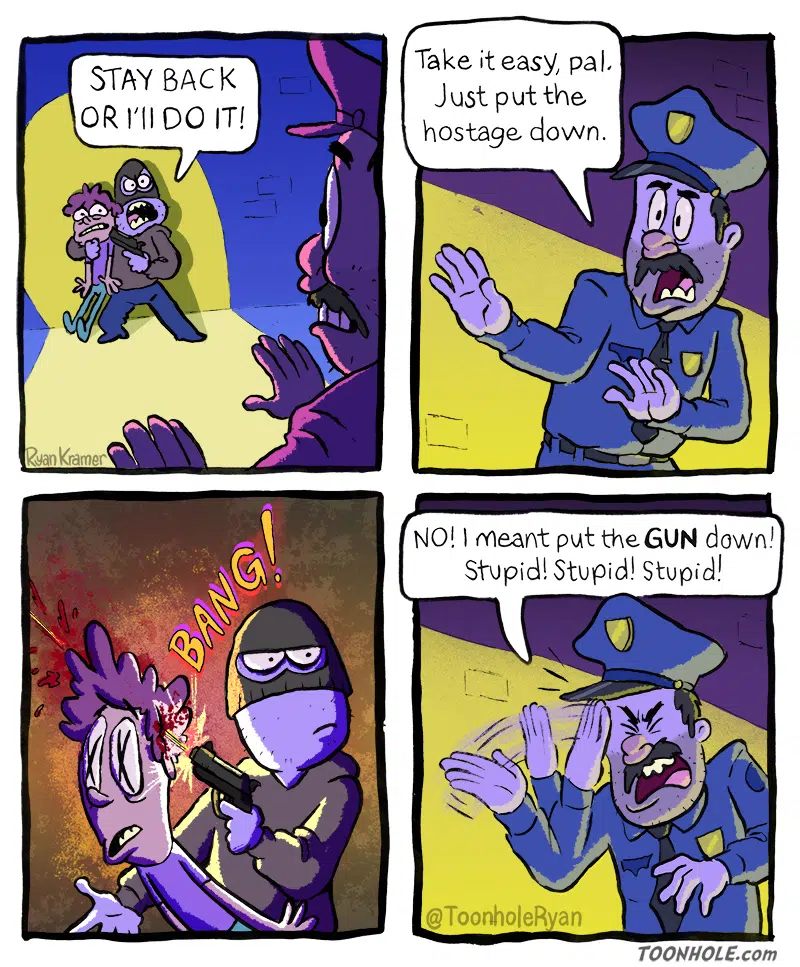 STAY BACK
OR I'll DO IT!
Ryan Kramer
Take it easy, pal.
Just put the
hostage down.
BANG!
NO! I meant put the GUN down!
Stupid! Stupid! Stupid!
@ToonholeRyan
TOONHOLE.com